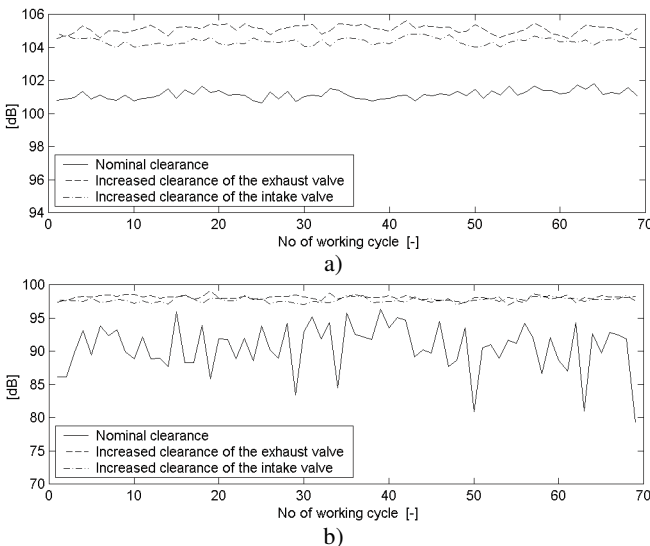 106
104
102
100
98
96
94
[dB]
Nominal clearance
Increased clearance of the exhaust valve
Increased clearance of the intake valve
0 10 20 30 40 50 60 70
No of working cycle [-]
a)
100
95
90
85
80
75
70
[dB]
Nominal clearance
Increased clearance of the exhaust valve
Increased clearance of the intake valve
0 10 20 30 40 50 60 70
No of working cycle [-]
b)